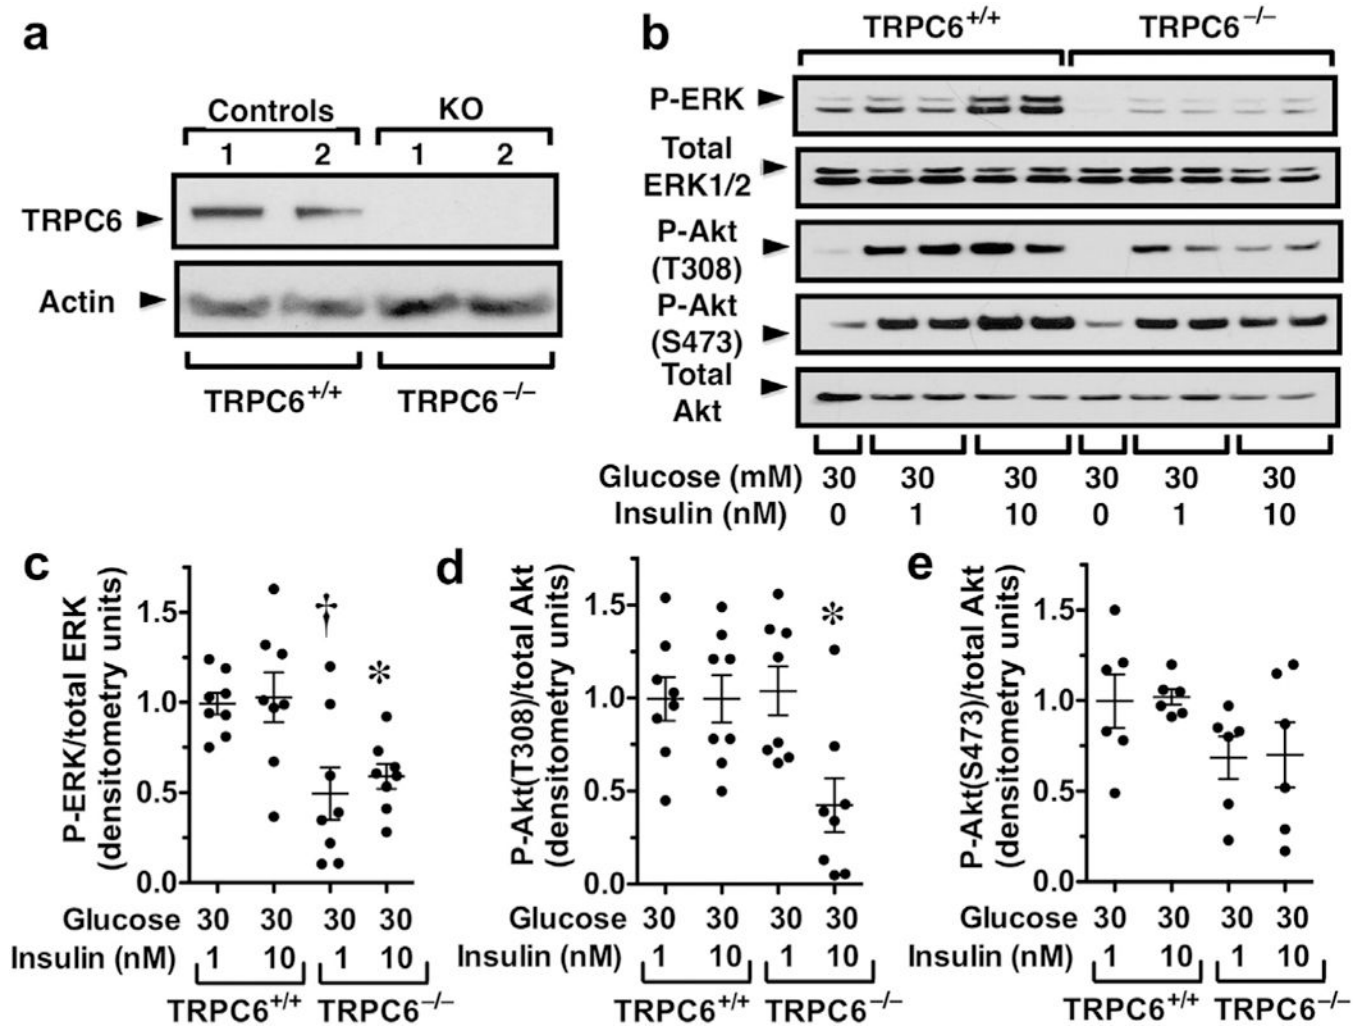 a
Controls KO
1 2 1 2
TRPC6
Actin
TRPC6+/+ TRPC6−/−
b
TRPC6+/+ TRPC6−/−
P-ERK
Total
ERK1/2
P-Akt
(T308)
P-Akt
(S473)
Total
Akt
Glucose (mM) 30 30 30 30 30 30
Insulin (nM) 0 1 10 0 1 10
c
P-ERK/total ERK
(densitometry units)
1.5
1.0
0.5
0.0
†
*
Glucose 30 30 30 30
Insulin (nM) 1 10 1 10
TRPC6+/+ TRPC6−/−
d
P-Akt(T308)/total Akt
(densitometry units)
1.5
1.0
0.5
0.0
*
Glucose 30 30 30 30
Insulin (nM) 1 10 1 10
TRPC6+/+ TRPC6−/−
e
P-Akt(S473)/total Akt
(densitometry units)
1.5
1.0
0.5
0.0
Glucose 30 30 30 30
Insulin (nM) 1 10 1 10
TRPC6+/+ TRPC6−/−